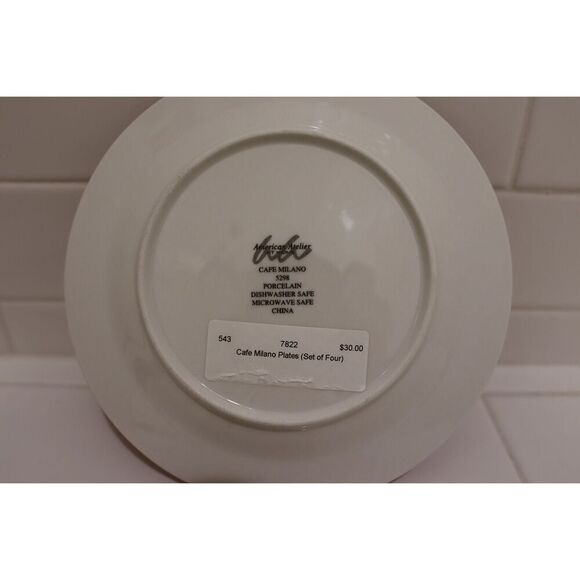 American Atelier
CAFE MILANO
5298
PORCELAIN
DISHWASHER SAFE
MICROWAVE SAFE
CHINA
543 7822 $30.00
Cafe Milano Plates (Set of Four)